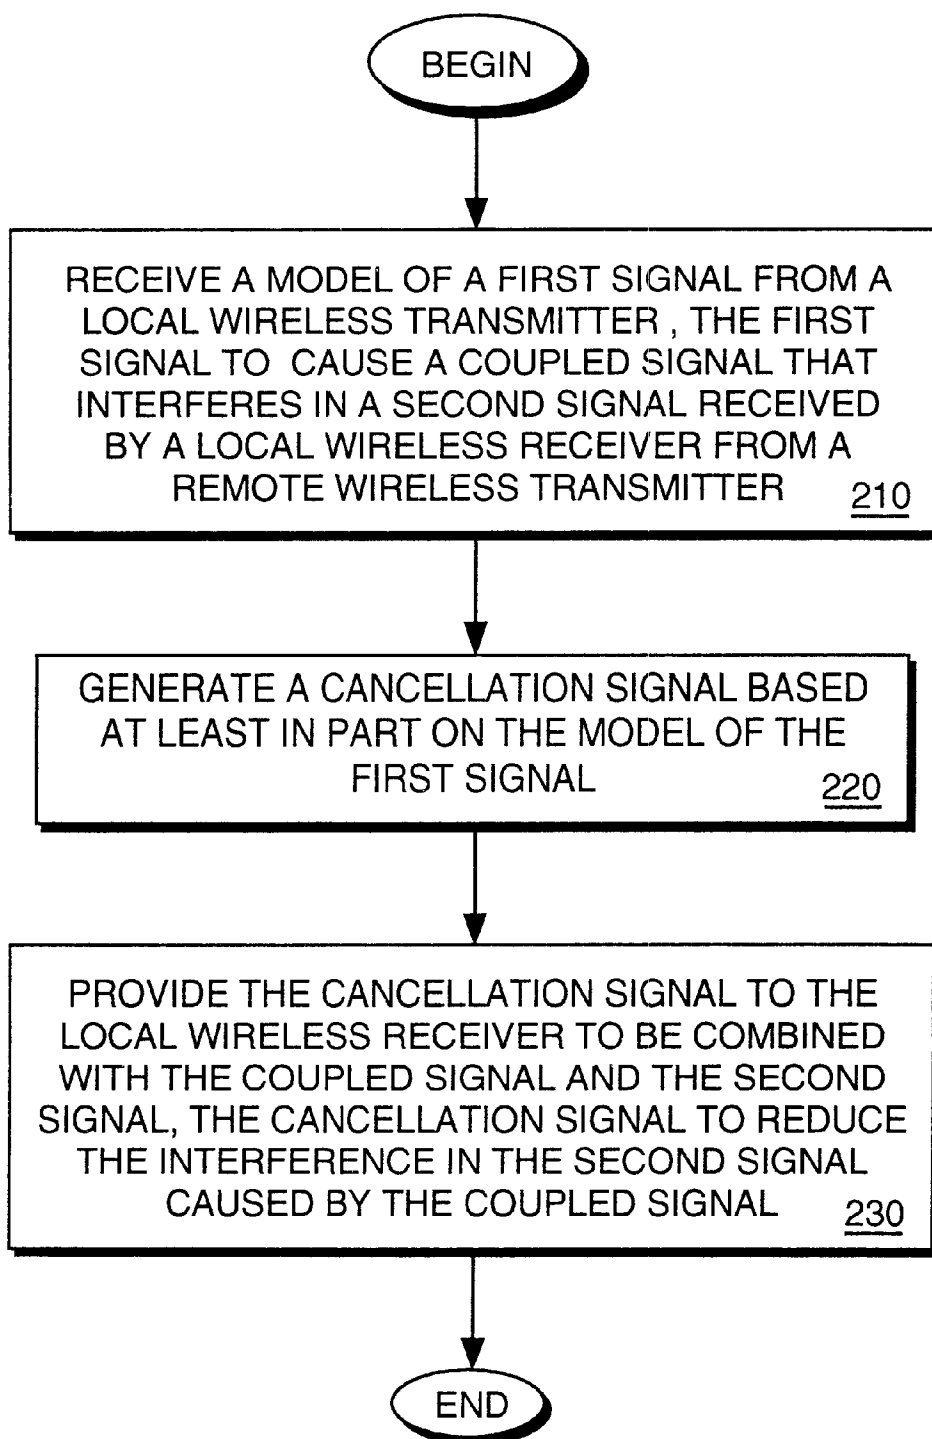 BEGIN
RECEIVE A MODEL OF A FIRST SIGNAL FROM A
LOCAL WIRELESS TRANSMITTER , THE FIRST
SIGNAL TO CAUSE A COUPLED SIGNAL THAT
INTERFERES IN A SECOND SIGNAL RECEIVED
BY A LOCAL WIRELESS RECEIVER FROM A
REMOTE WIRELESS TRANSMITTER
210
GENERATE A CANCELLATION SIGNAL BASED
AT LEAST IN PART ON THE MODEL OF THE
FIRST SIGNAL
220
PROVIDE THE CANCELLATION SIGNAL TO THE
LOCAL WIRELESS RECEIVER TO BE COMBINED
WITH THE COUPLED SIGNAL AND THE SECOND
SIGNAL, THE CANCELLATION SIGNAL TO REDUCE
THE INTERFERENCE IN THE SECOND SIGNAL
CAUSED BY THE COUPLED SIGNAL
230
END